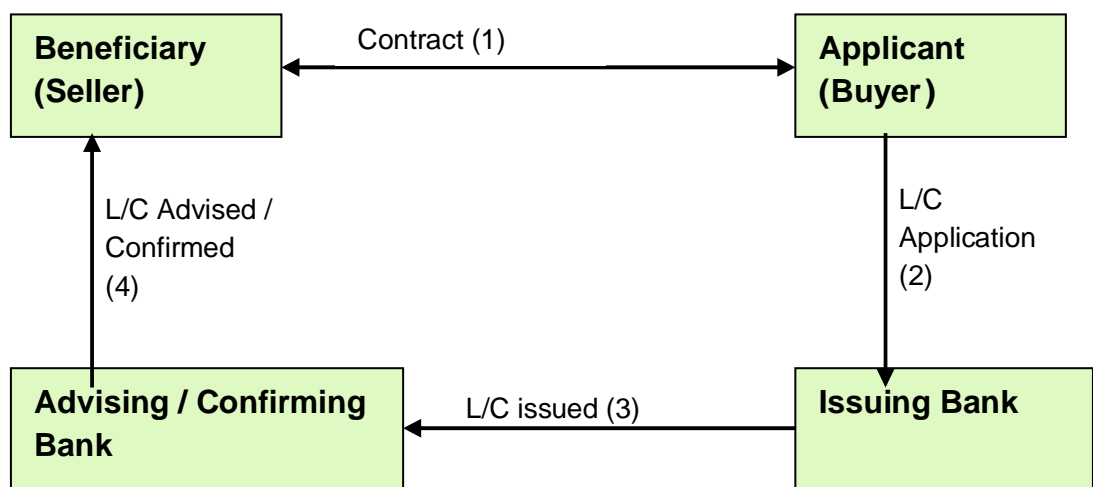 Beneficiary
(Seller)
Contract (1)
Applicant
(Buyer)
L/C Advised /
Confirmed
(4)
L/C
Application
(2)
Advising / Confirming
Bank
L/C issued (3)
Issuing Bank